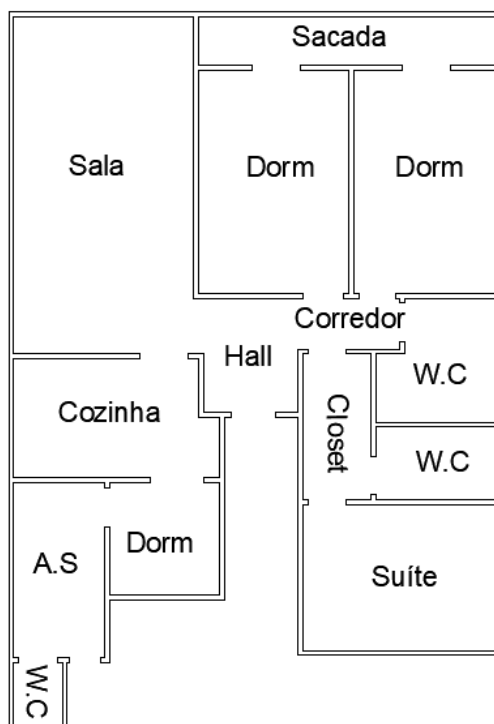 Sacada
Sala
Dorm
Dorm
Corredor
Hall
W.C
Cozinha
Closet
W.C
Dorm
A.S
Suíte
W.C